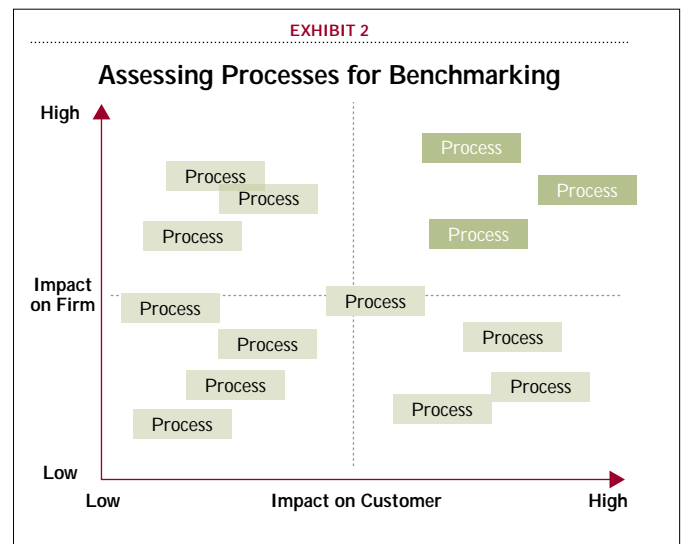 EXHIBIT 2
Assessing Processes for Benchmarking
High
Process
Process
Process
Process
Process
Process
Impact
on Firm
Process
Process
Process
Process
Process
Process
Process
Process
Low
Low
Impact on Customer
High